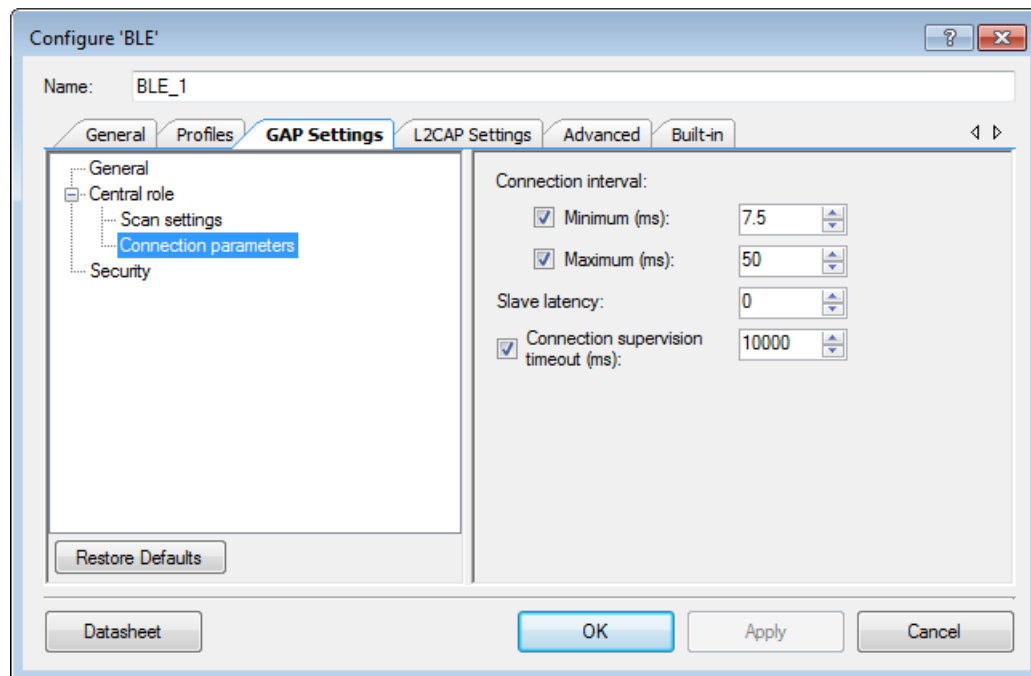 Configure 'BLE'
Name: BLE_1
General Profiles GAP Settings L2CAP Settings Advanced Built-in
General
Central role
Scan settings
Connection parameters
Security
Restore Defaults
Connection interval:
Minimum (ms): 7.5
Maximum (ms): 50
Slave latency: 0
Connection supervision
timeout (ms): 10000
Datasheet OK Apply Cancel